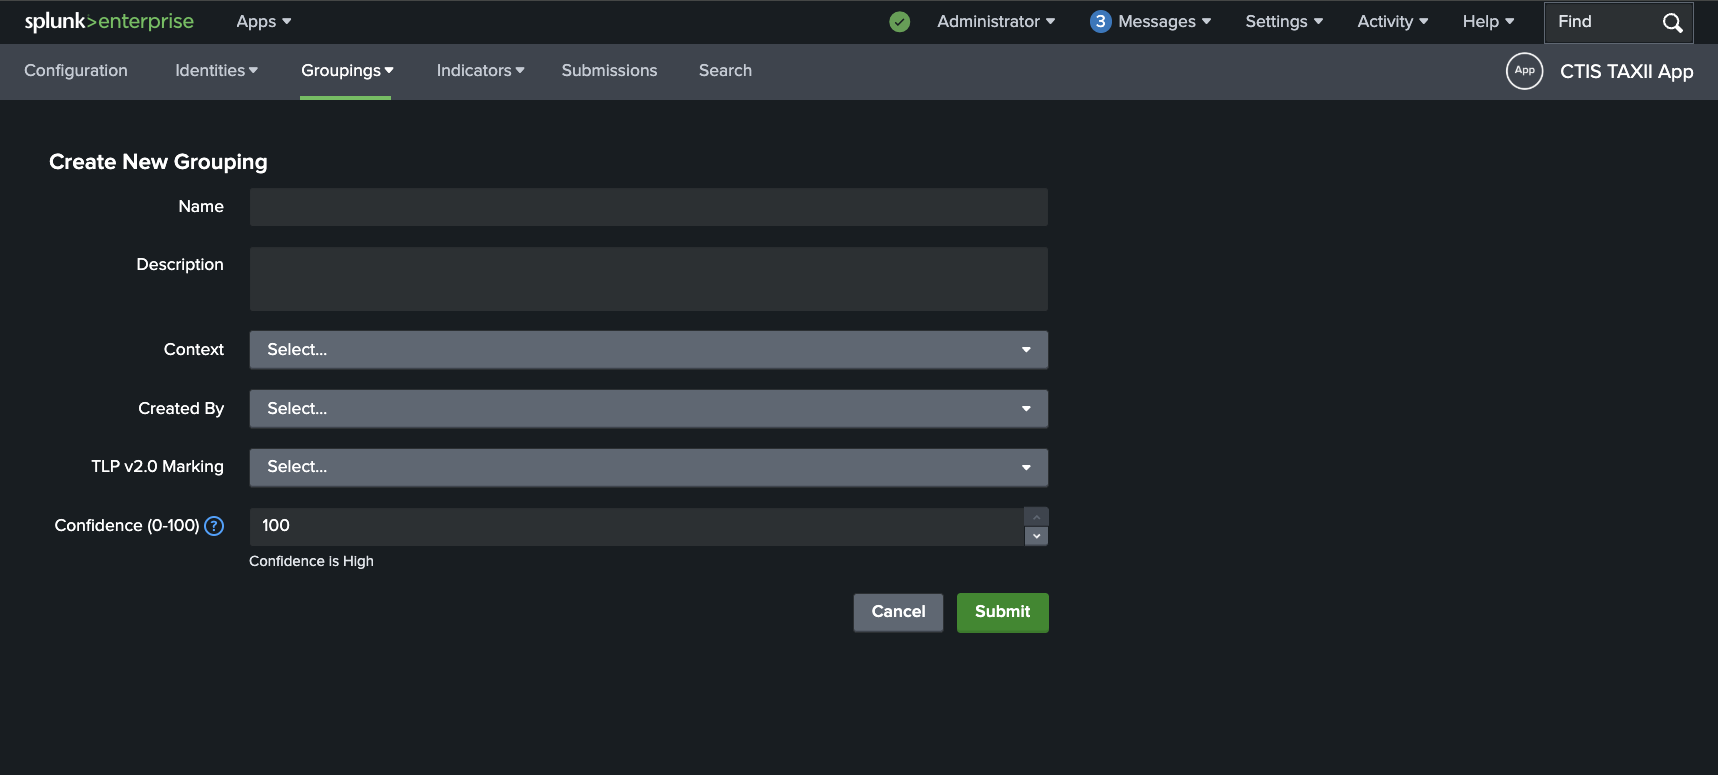 splunk>enterprise Apps Administrator 3 Messages Settings Activity Help Find
Configuration Identities Groupings Indicators Submissions Search App CTIS TAXII App
Create New Grouping
Name
Description
Context Select...
Created By Select...
TLP v2.0 Marking Select...
Confidence (0-100) ? 100
Confidence is High
Cancel Submit